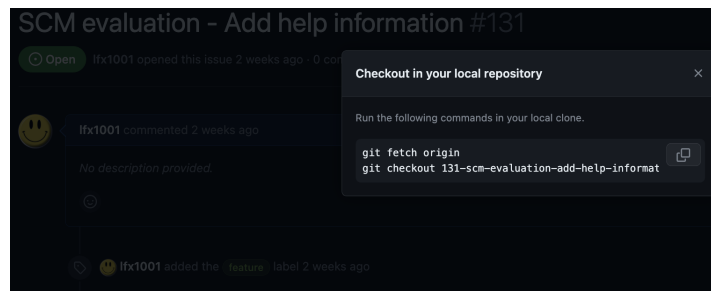 SCM evaluation - Add help information #131
Open lfx1001 opened this issue 2 weeks ago · 0 com
Checkout in your local repository
Run the following commands in your local clone.
git fetch origin
git checkout 131-scm-evaluation-add-help-informat
lfx1001 commented 2 weeks ago
No description provided.
lfx1001 added the feature label 2 weeks ago